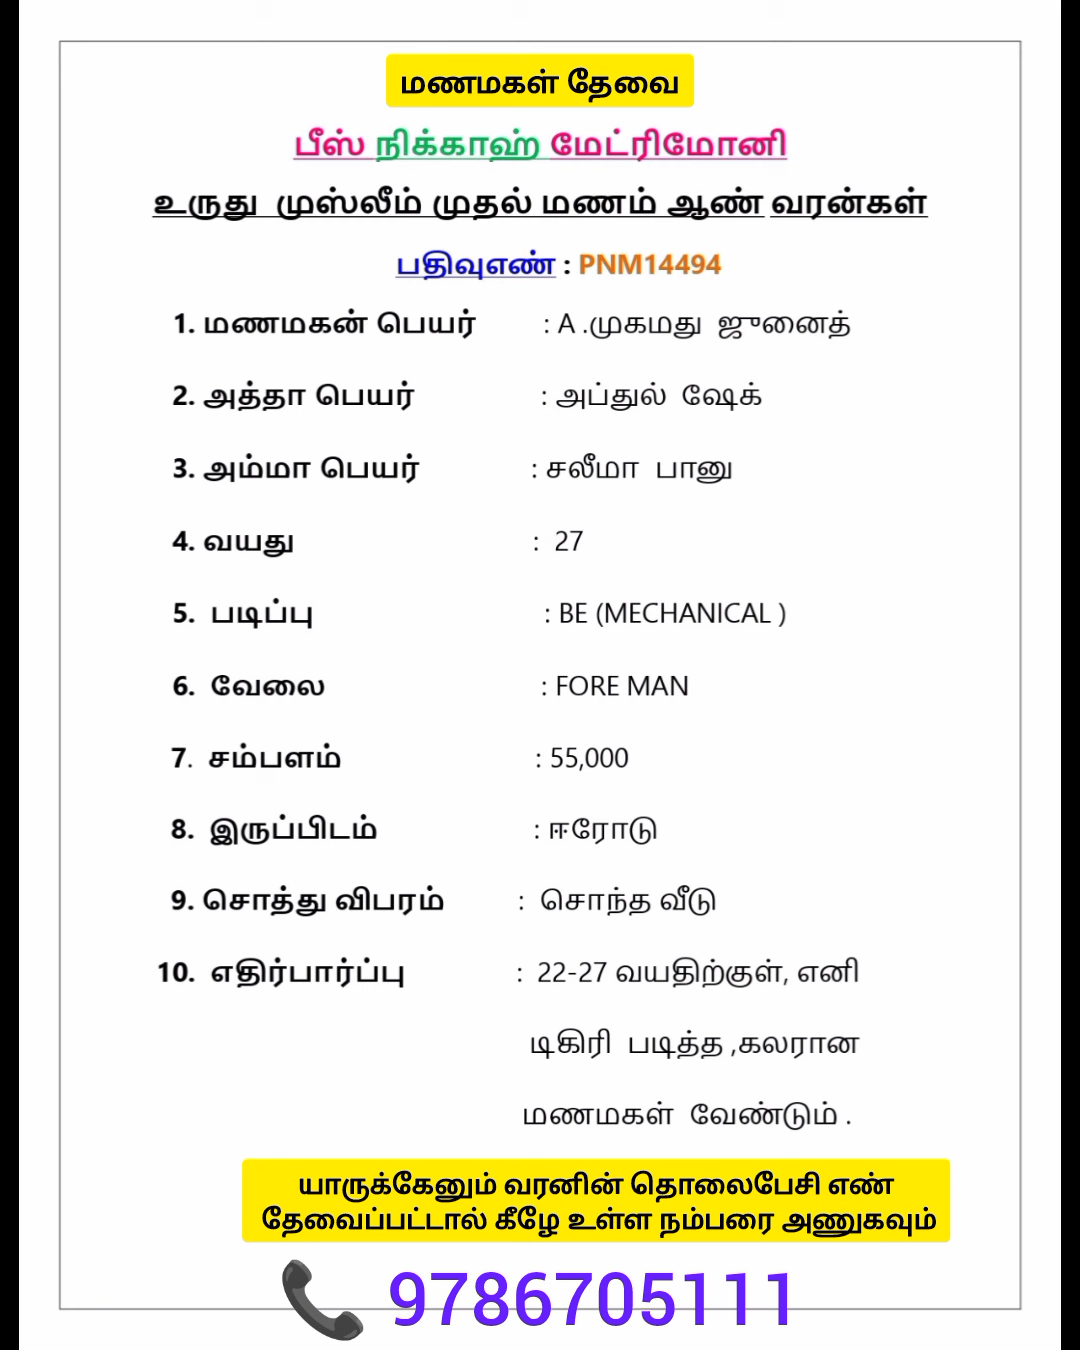 மணமகள் தேவை
பீஸ் நிக்காஹ் மேட்ரிமோனி
உருது முஸ்லீம் முதல் மணம் ஆண் வரன்கள்
பதிவுஎண் : PNM14494
1. மணமகன் பெயர் : A .முகமது ஜுனைத்
2. அத்தா பெயர் : அப்துல் ஷேக்
3. அம்மா பெயர் : சலீமா பானு
4. வயது : 27
5. படிப்பு : BE (MECHANICAL )
6. வேலை : FORE MAN
7. சம்பளம் : 55,000
8. இருப்பிடம் : ஈரோடு
9. சொத்து விபரம் : சொந்த வீடு
10. எதிர்பார்ப்பு : 22-27 வயதிற்குள், எனி
டிகிரி படித்த ,கலரான
மணமகள் வேண்டும் .
யாருக்கேனும் வரனின் தொலைபேசி எண்
தேவைப்பட்டால் கீழே உள்ள நம்பரை அணுகவும்
9786705111